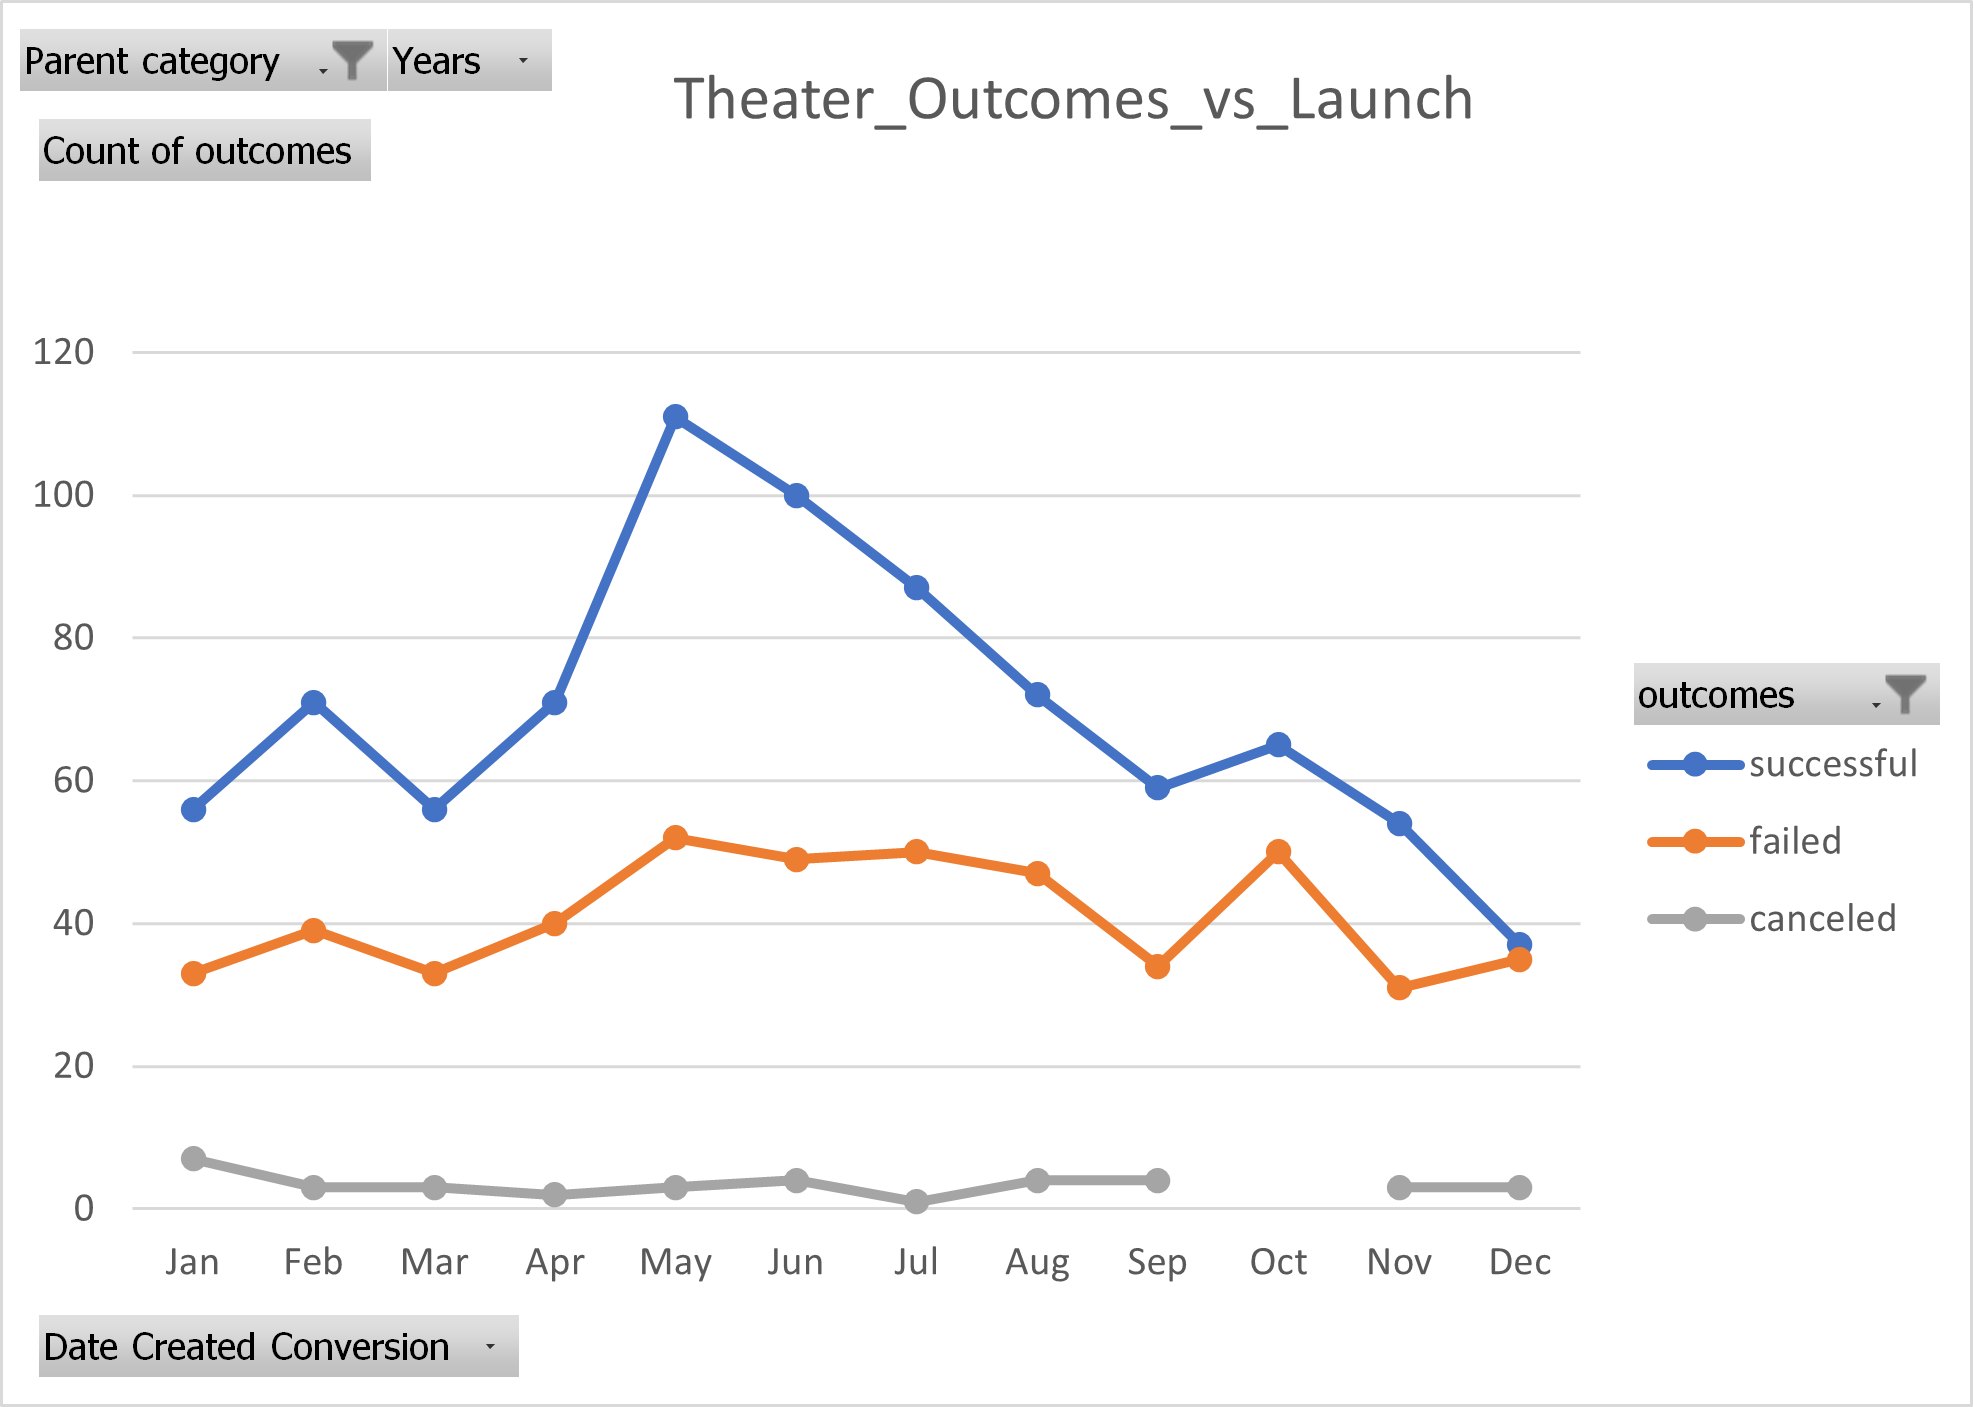 Parent category Years
Theater_Outcomes_vs_Launch
Count of outcomes
120
100
80
60
40
20
0
Jan Feb Mar Apr May Jun Jul Aug Sep Oct Nov Dec
outcomes
successful
failed
canceled
Date Created Conversion